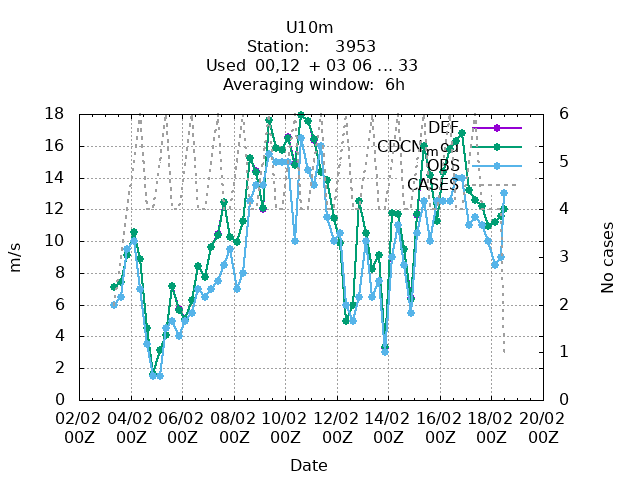 U10m
Station: 3953
Used 00,12 + 03 06 ... 33
Averaging window: 6h
18
16
14
12
10
8
6
4
2
0
6
5
4
3
2
1
0
m/s
No cases
DEF
OBS
CASES
02/02 04/02 06/02 08/02 10/02 12/02 14/02 16/02 18/02 20/02
00Z 00Z 00Z 00Z 00Z 00Z 00Z 00Z 00Z 00Z
Date